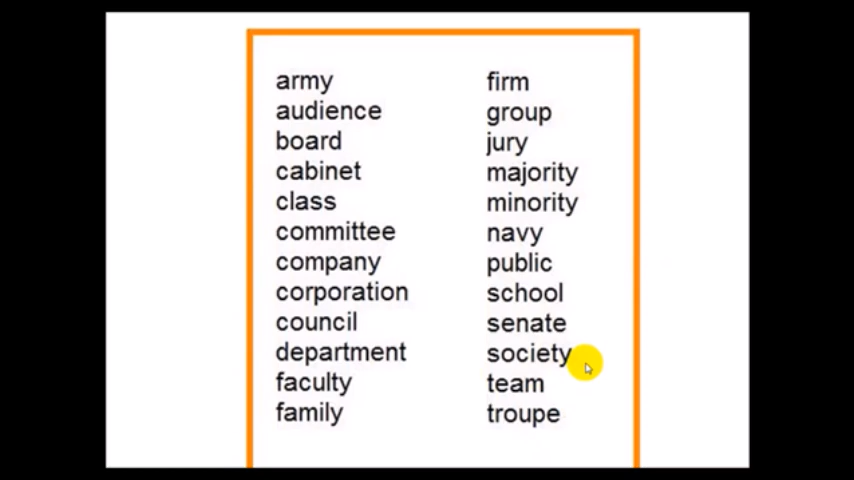 army
audience
board
cabinet
class
committee
company
corporation
council
department
faculty
family
firm
group
jury
majority
minority
navy
public
school
senate
society
team
troupe